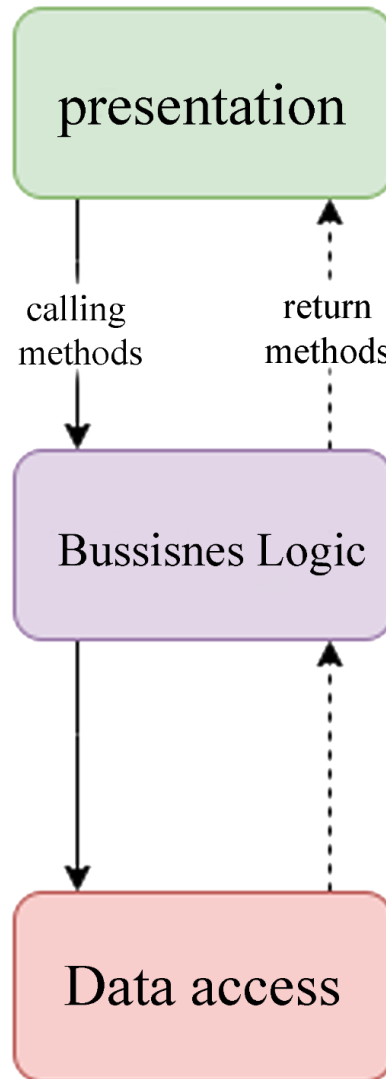 presentation
calling
methods
return
methods
Bussisnes Logic
Data access